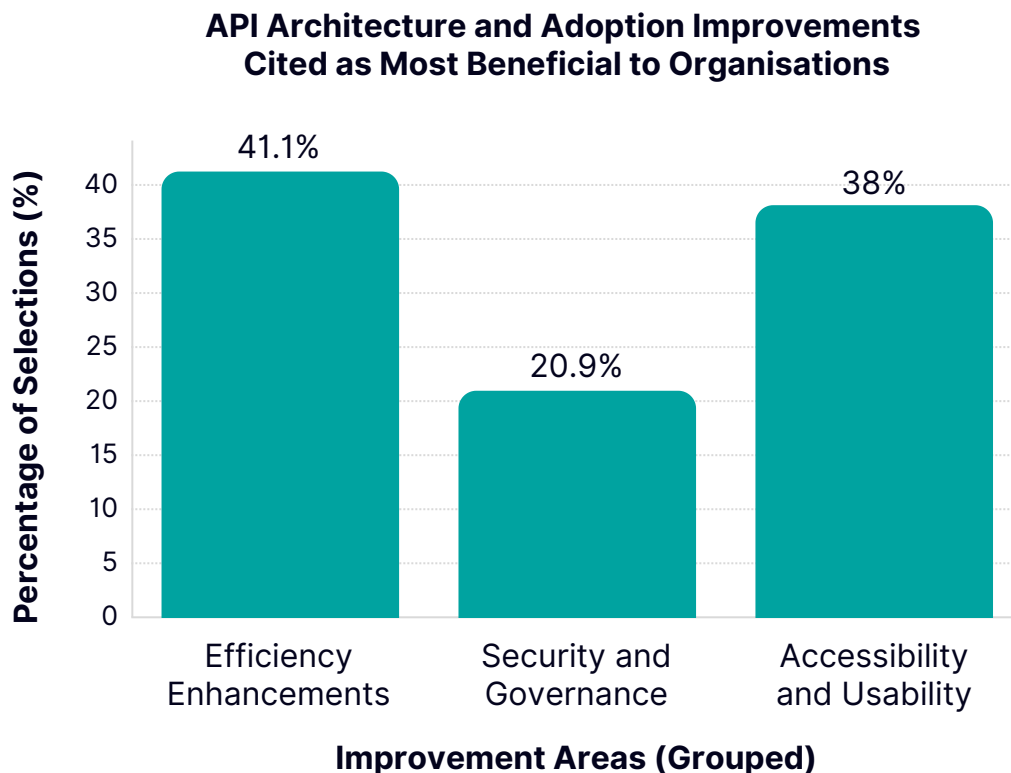 API Architecture and Adoption Improvements
Cited as Most Beneficial to Organisations
Percentage of Selections (%)
40
35
30
25
20
15
10
5
0
41.1%
20.9%
38%
Efficiency
Enhancements
Security and
Governance
Accessibility
and Usability
Improvement Areas (Grouped)